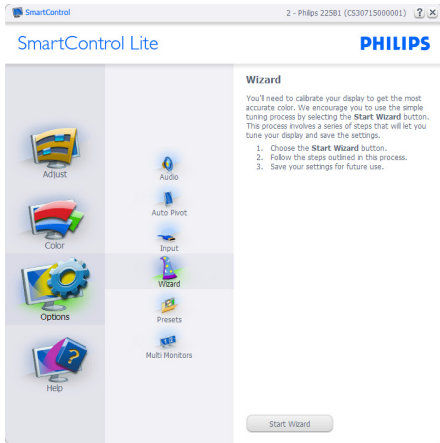 SmartControl
2 - Philips 225B1 (CS30715000001)
SmartControl Lite
PHILIPS
Adjust
Color
Options
Help
Audio
Auto Pivot
Input
Wizard
Presets
Multi Monitors
Wizard
You'll need to calibrate your display to get the most
accurate color. We encourage you to use the simple
tuning process by selecting the Start Wizard button.
This process involves a series of steps that will let you
tune your display and save the settings.
1. Choose the Start Wizard button.
2. Follow the steps outlined in this process.
3. Save your settings for future use.
Start Wizard